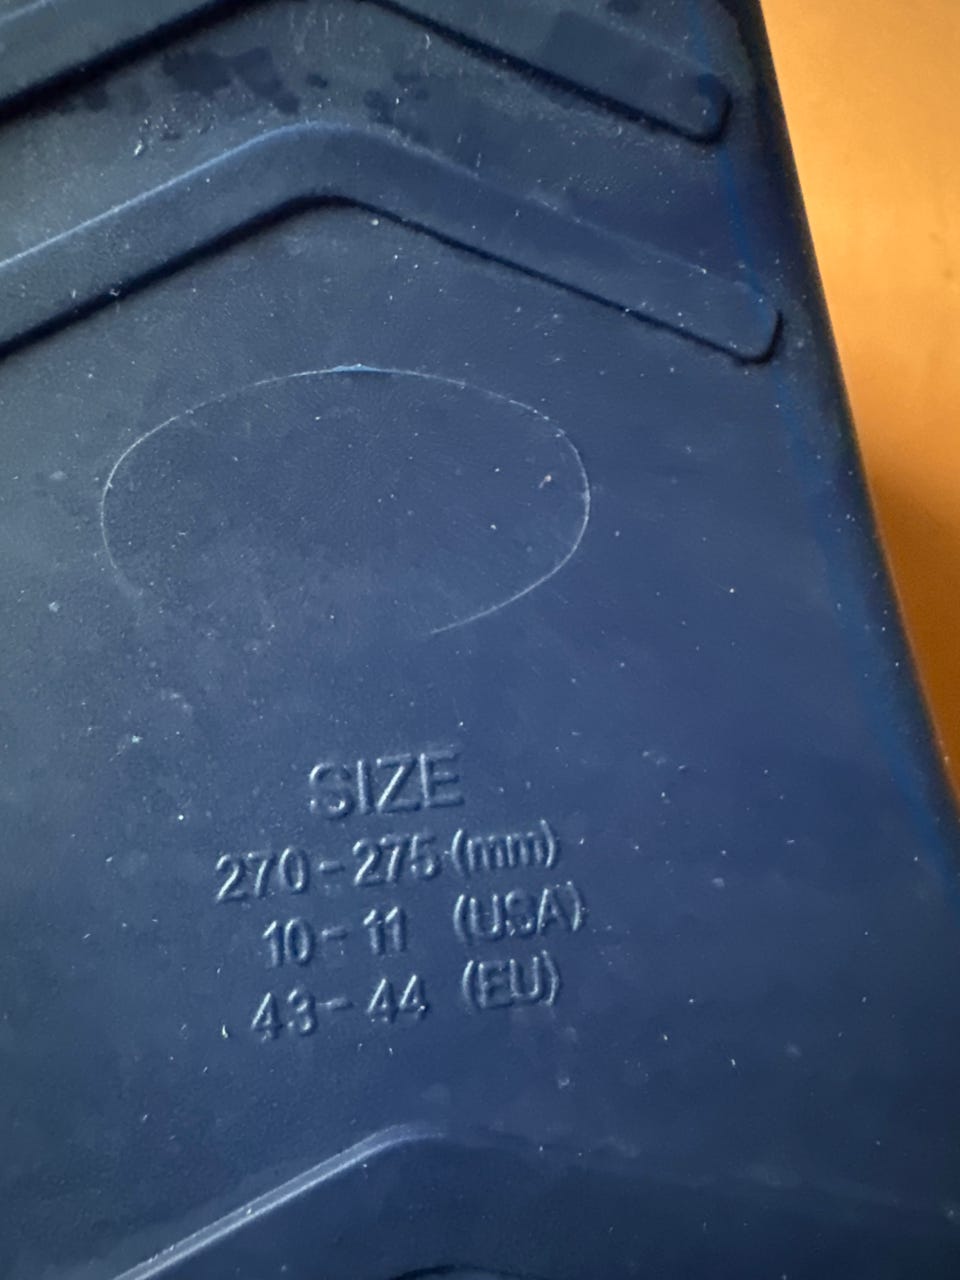 SIZE
270-275(mm)
10-11 (USA)
43-44 (EU)